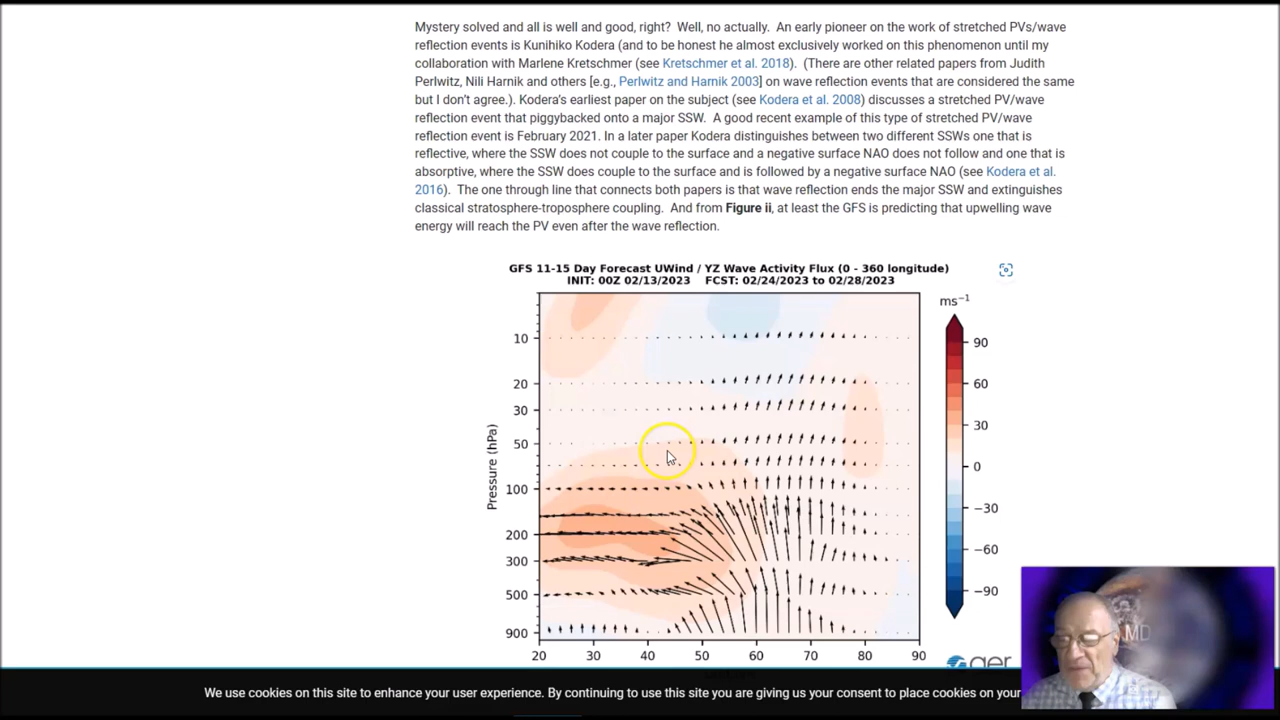 Mystery solved and all is well and good, right?  Well, no actually.  An early pioneer on the work of stretched PVs/wave
reflection events is Kunihiko Kodera (and to be honest he almost exclusively worked on this phenomenon until my
collaboration with Marlene Kretschmer (see Kretschmer et al. 2018).  (There are other related papers from Judith
Perlwitz, Nili Harnik and others [e.g., Perlwitz and Harnik 2003] on wave reflection events that are considered the same
but I don't agree.). Kodera's earliest paper on the subject (see Kodera et al. 2008) discusses a stretched PV/wave
reflection event that piggybacked onto a major SSW.  A good recent example of this type of stretched PV/wave
reflection event is February 2021. In a later paper Kodera distinguishes between two different SSWs one that is
reflective, where the SSW does not couple to the surface and a negative surface NAO does not follow and one that is
absorptive, where the SSW does couple to the surface and is followed by a negative surface NAO (see Kodera et al.
2016).  The one through line that connects both papers is that wave reflection ends the major SSW and extinguishes
classical stratosphere-troposphere coupling.  And from Figure ii, at least the GFS is predicting that upwelling wave
energy will reach the PV even after the wave reflection.
GFS 11-15 Day Forecast UWind / YZ Wave Activity Flux (0 - 360 longitude)
INIT: 00Z 02/13/2023    FCST: 02/24/2023 to 02/28/2023
ms⁻¹
10
20
30
50
100
200
300
500
900
Pressure (hPa)
20 30 40 50 60 70 80 90
90
60
30
0
−30
−60
−90
aer
MD
We use cookies on this site to enhance your user experience. By continuing to use this site you are giving us your consent to place cookies on your